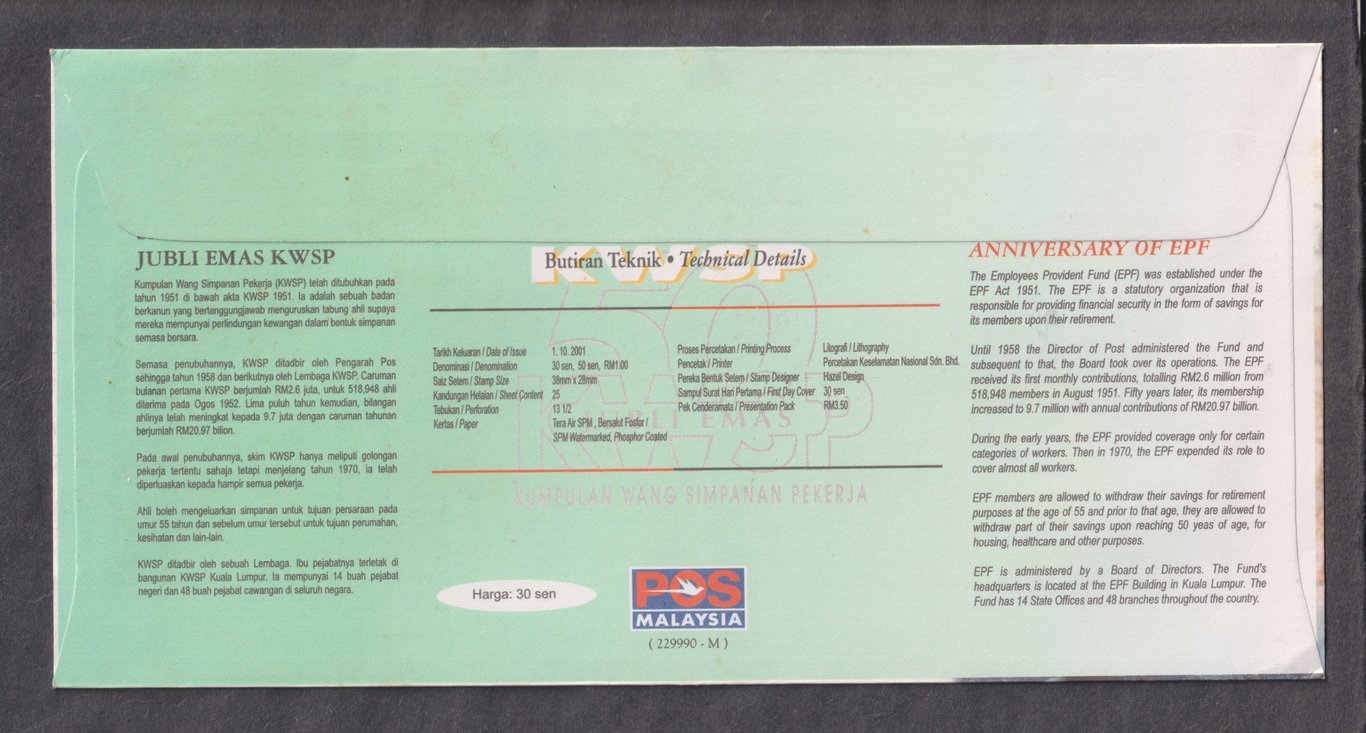 JUBLI EMAS KWSP
Kumpulan Wang Simpanan Pekerja (KWSP) telah ditubuhkan pada
tahun 1951 di bawah akta KWSP 1951. Ia adalah sebuah badan
berkanun yang bertanggungjawab menguruskan tabung ahli supaya
mereka mempunyai perlindungan kewangan dalam bentuk simpanan
semasa bersara.
Semasa penubuhannya, KWSP ditadbir oleh Pengarah Pos
sehingga tahun 1958 dan berikutnya oleh Lembaga KWSP. Caruman
bulanan pertama KWSP berjumlah RM2.6 juta, untuk 518,948 ahli
diterima pada Ogos 1952. Lima puluh tahun kemudian, bilangan
ahlinya telah meningkat kepada 9.7 juta dengan caruman tahunan
berjumlah RM20.97 bilion.
Pada awal penubuhannya, skim KWSP hanya meliputi golongan
pekerja tertentu sahaja tetapi menjelang tahun 1970, ia telah
diperluaskan kepada hampir semua pekerja.
Ahli boleh mengeluarkan simpanan untuk tujuan persaraan pada
umur 55 tahun dan sebelum umur tersebut untuk tujuan perumahan,
kesihatan dan lain-lain.
KWSP ditadbir oleh sebuah Lembaga. Ibu pejabatnya terletak di
bangunan KWSP Kuala Lumpur. Ia mempunyai 14 buah pejabat
negeri dan 48 buah pejabat cawangan di seluruh negara.
KWSP
Butiran Teknik • Technical Details
Tarikh Keluaran / Date of Issue 1. 10. 2001
Denominasi / Denomination 30 sen, 50 sen, RM1.00
Saiz Setem / Stamp Size 38mm x 28mm
Kandungan Helaian / Sheet Content 25
Tebukan / Perforation 13 1/2
Kertas / Paper Tera Air SPM , Bersalut Fosfor /
SPM Watermarked, Phosphor Coated
Proses Percetakan / Printing Process Litografi / Lithography
Pencetak / Printer Percetakan Keselamatan Nasional Sdn. Bhd.
Pereka Bentuk Setem / Stamp Designer Hazel Design
Sampul Surat Hari Pertama / First Day Cover 30 sen
Pek Cenderamata / Presentation Pack RM3.50
50
JUBLI EMAS
KWSP
KUMPULAN WANG SIMPANAN PEKERJA
Harga: 30 sen
POS
MALAYSIA
( 229990 - M )
ANNIVERSARY OF EPF
The Employees Provident Fund (EPF) was established under the
EPF Act 1951. The EPF is a statutory organization that is
responsible for providing financial security in the form of savings for
its members upon their retirement.
Until 1958 the Director of Post administered the Fund and
subsequent to that, the Board took over its operations. The EPF
received its first monthly contributions, totalling RM2.6 million from
518,948 members in August 1951. Fifty years later, its membership
increased to 9.7 million with annual contributions of RM20.97 billion.
During the early years, the EPF provided coverage only for certain
categories of workers. Then in 1970, the EPF expended its role to
cover almost all workers.
EPF members are allowed to withdraw their savings for retirement
purposes at the age of 55 and prior to that age, they are allowed to
withdraw part of their savings upon reaching 50 yeas of age, for
housing, healthcare and other purposes.
EPF is administered by a Board of Directors. The Fund's
headquarters is located at the EPF Building in Kuala Lumpur. The
Fund has 14 State Offices and 48 branches throughout the country.